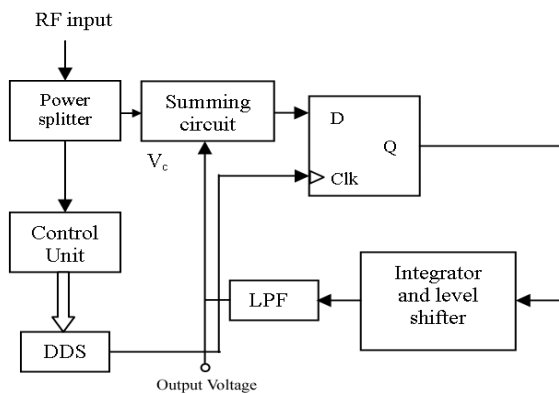 RF input
Power
splitter
Summing
circuit
D
Q
Clk
Vc
Control
Unit
DDS
LPF
Integrator
and level
shifter
Output Voltage